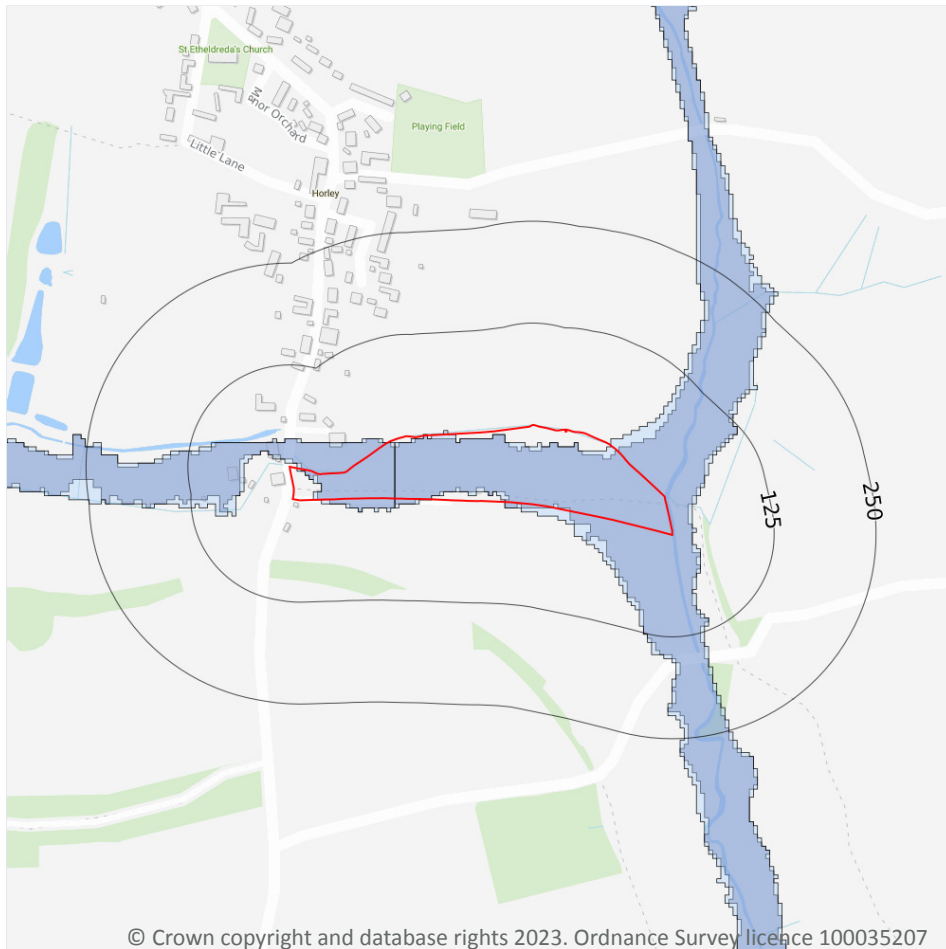 St Etheldreda's Church
Manor Orchard
Little Lane
Playing Field
Horley
125
250
© Crown copyright and database rights 2023. Ordnance Survey licence 100035207